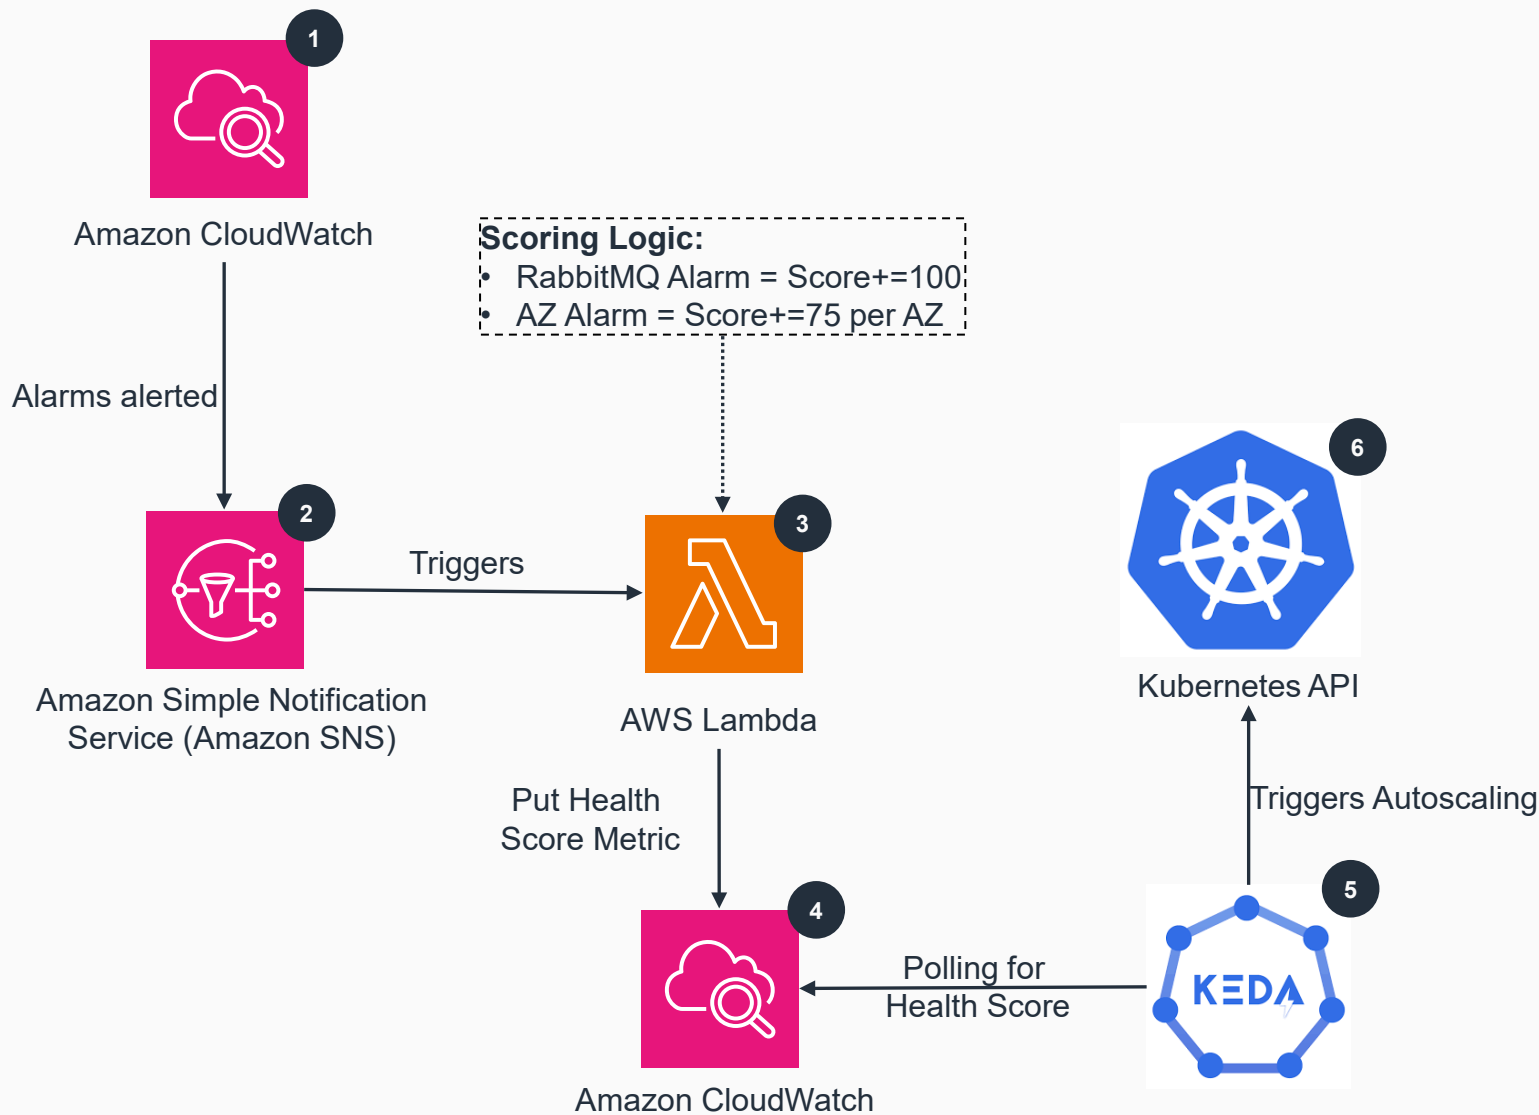 1
Amazon CloudWatch
Scoring Logic:
• RabbitMQ Alarm = Score+=100
• AZ Alarm = Score+=75 per AZ
Alarms alerted
2
Triggers
3
6
Amazon Simple Notification
Service (Amazon SNS)
AWS Lambda
Kubernetes API
Put Health
Score Metric
Triggers Autoscaling
4
5
Polling for
Health Score
KEDA
Amazon CloudWatch